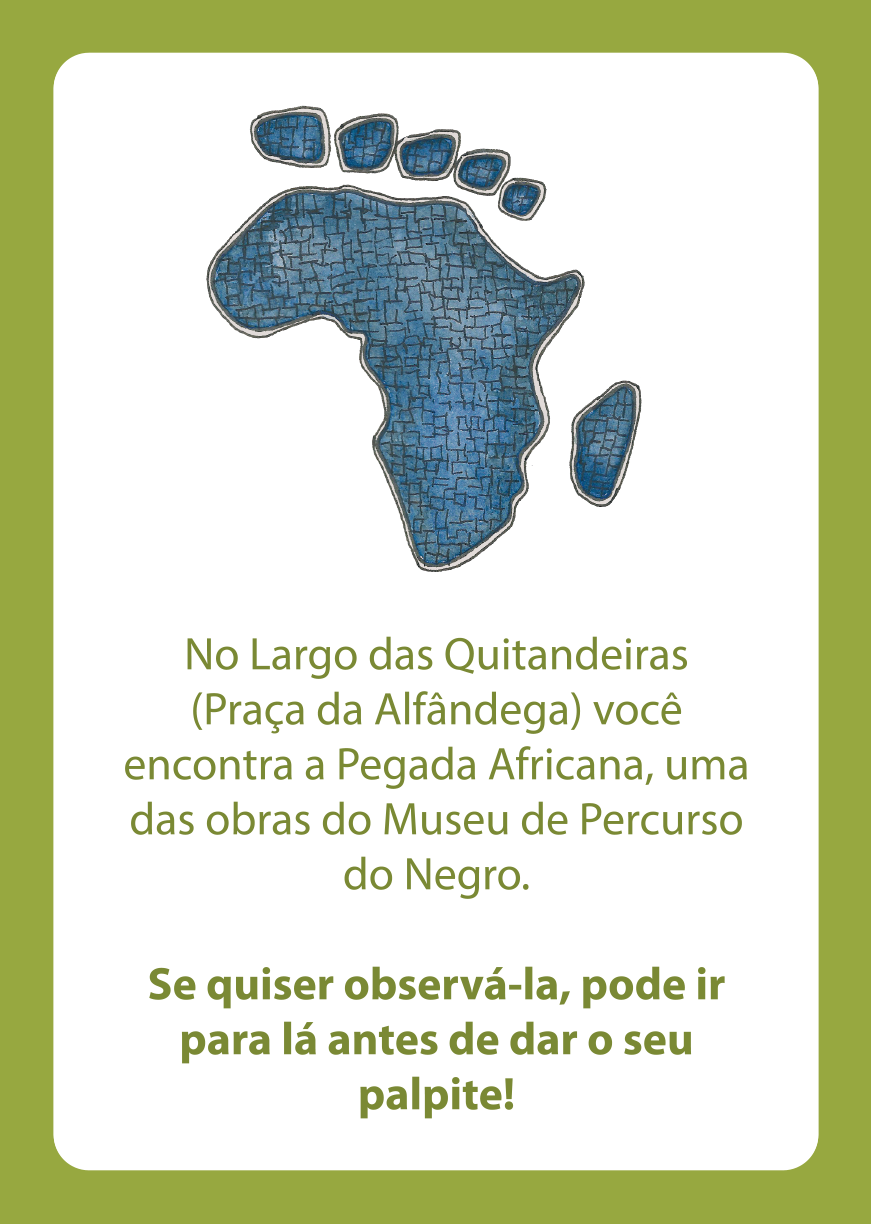 No Largo das Quitandeiras
(Praça da Alfândega) você
encontra a Pegada Africana, uma
das obras do Museu de Percurso
do Negro.
Se quiser observá-la, pode ir
para lá antes de dar o seu
palpite!